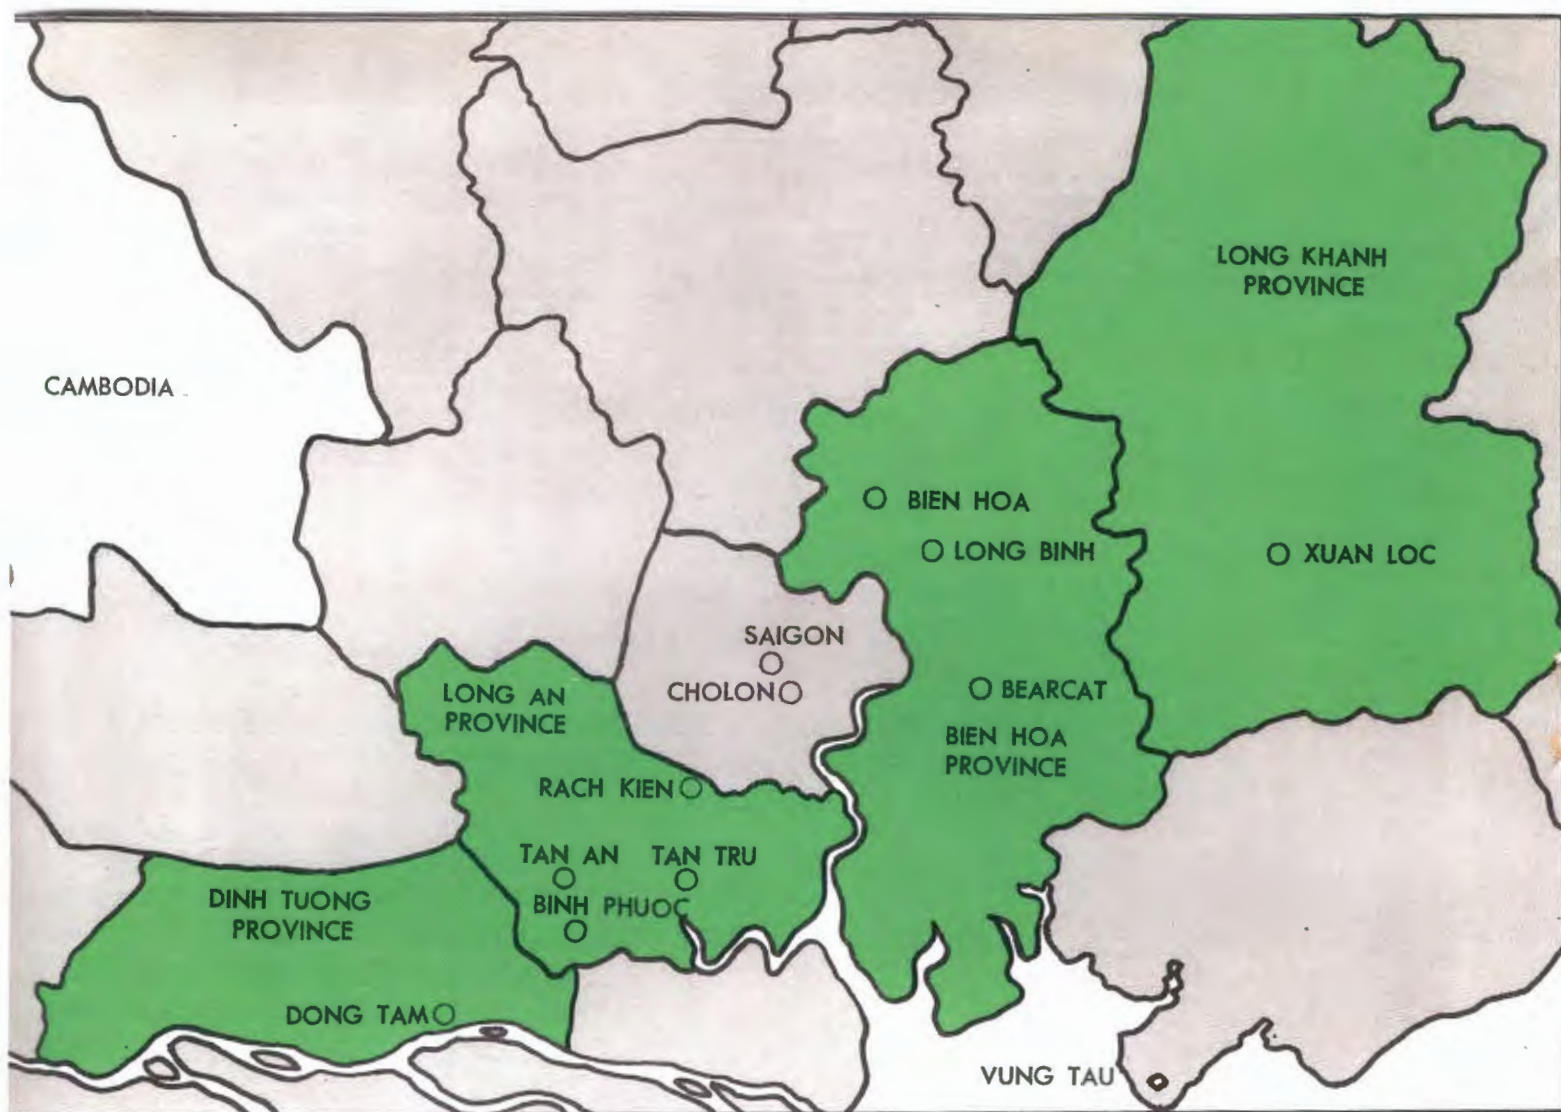 LONG KHANH
PROVINCE
CAMBODIA
BIEN HOA
LONG BINH
XUAN LOC
SAIGON
CHOLON
LONG AN
PROVINCE
BEARCAT
BIEN HOA
PROVINCE
RACH KIEN
TAN AN
TAN TRU
BINH PHUOC
DINH TUONG
PROVINCE
DONG TAM
VUNG TAU